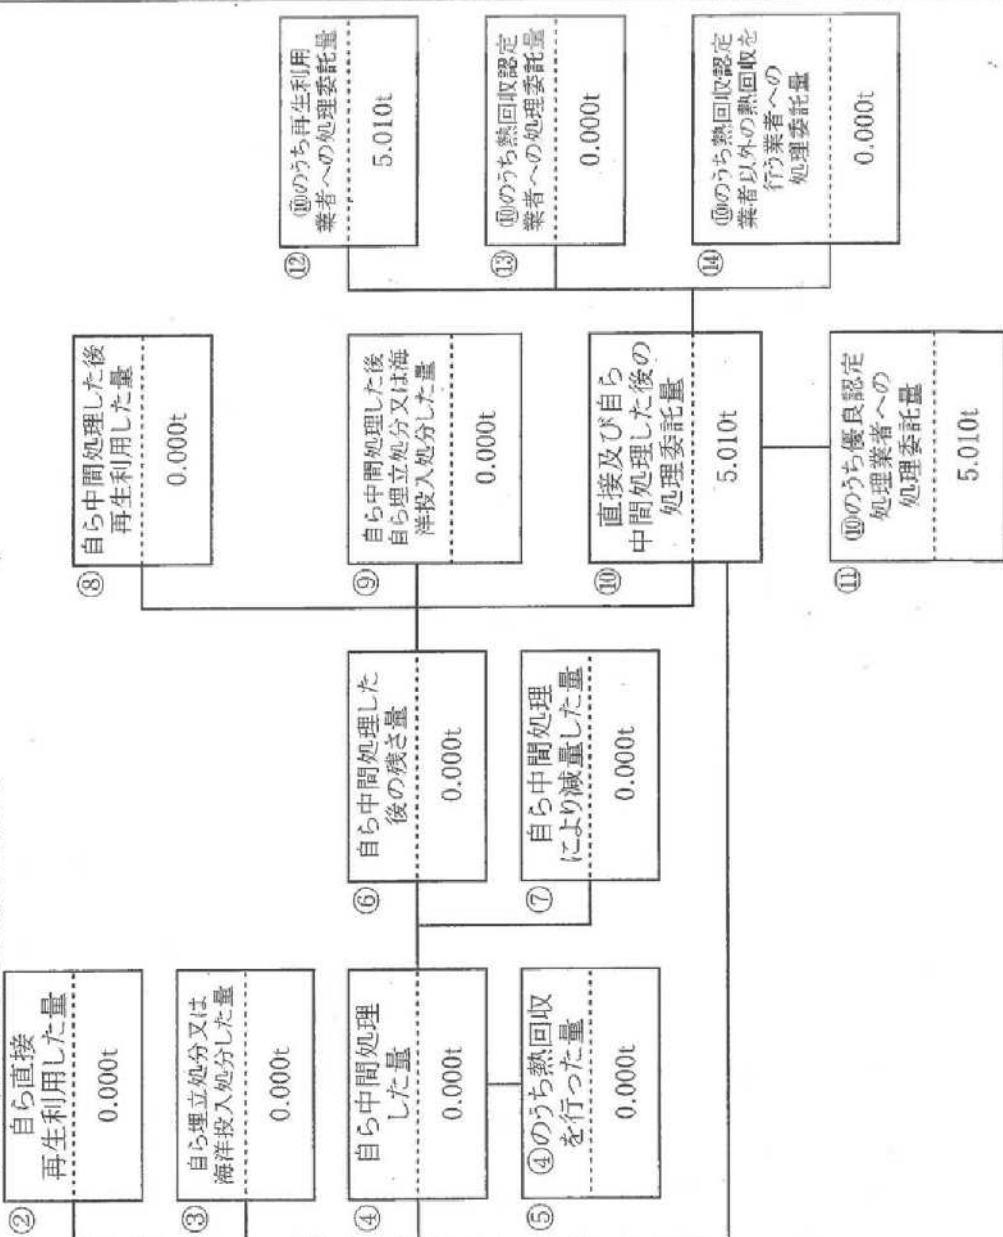 ②
自ら直接
再生利用した量
0.000t
③
自ら埋立処分又は
海洋投入処分した量
0.000t
④
自ら中間処理
した量
0.000t
⑤
④のうち熱回収
を行った量
0.000t
⑥
自ら中間処理した
後の残さ量
0.000t
⑦
自ら中間処理
により減量した量
0.000t
⑧
自ら中間処理した後
再生利用した量
0.000t
⑨
自ら中間処理した後
自ら埋立処分又は海
洋投入処分した量
0.000t
⑩
直接及び自ら
中間処理した後の
処理委託量
5.010t
⑪
⑩のうち優良認定
処理業者への
処理委託量
5.010t
⑫
⑩のうち再生利用
業者への処理委託量
5.010t
⑬
⑩のうち熱回収認定
業者への処理委託量
0.000t
⑭
⑩のうち熱回収認定
業者以外の熱回収を
行う業者への
処理委託量
0.000t